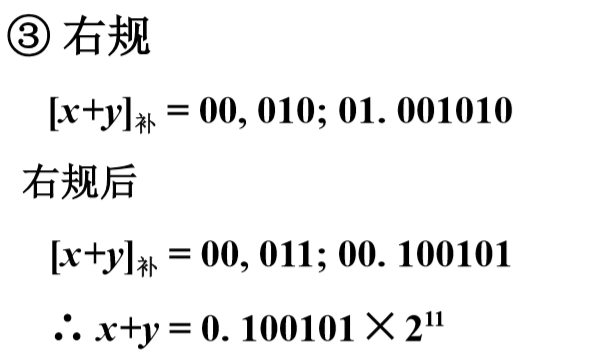 ③ 右规
[x+y]补 = 00, 010; 01. 001010
右规后
[x+y]补 = 00, 011; 00. 100101
∴ x+y = 0. 100101 × 2¹¹